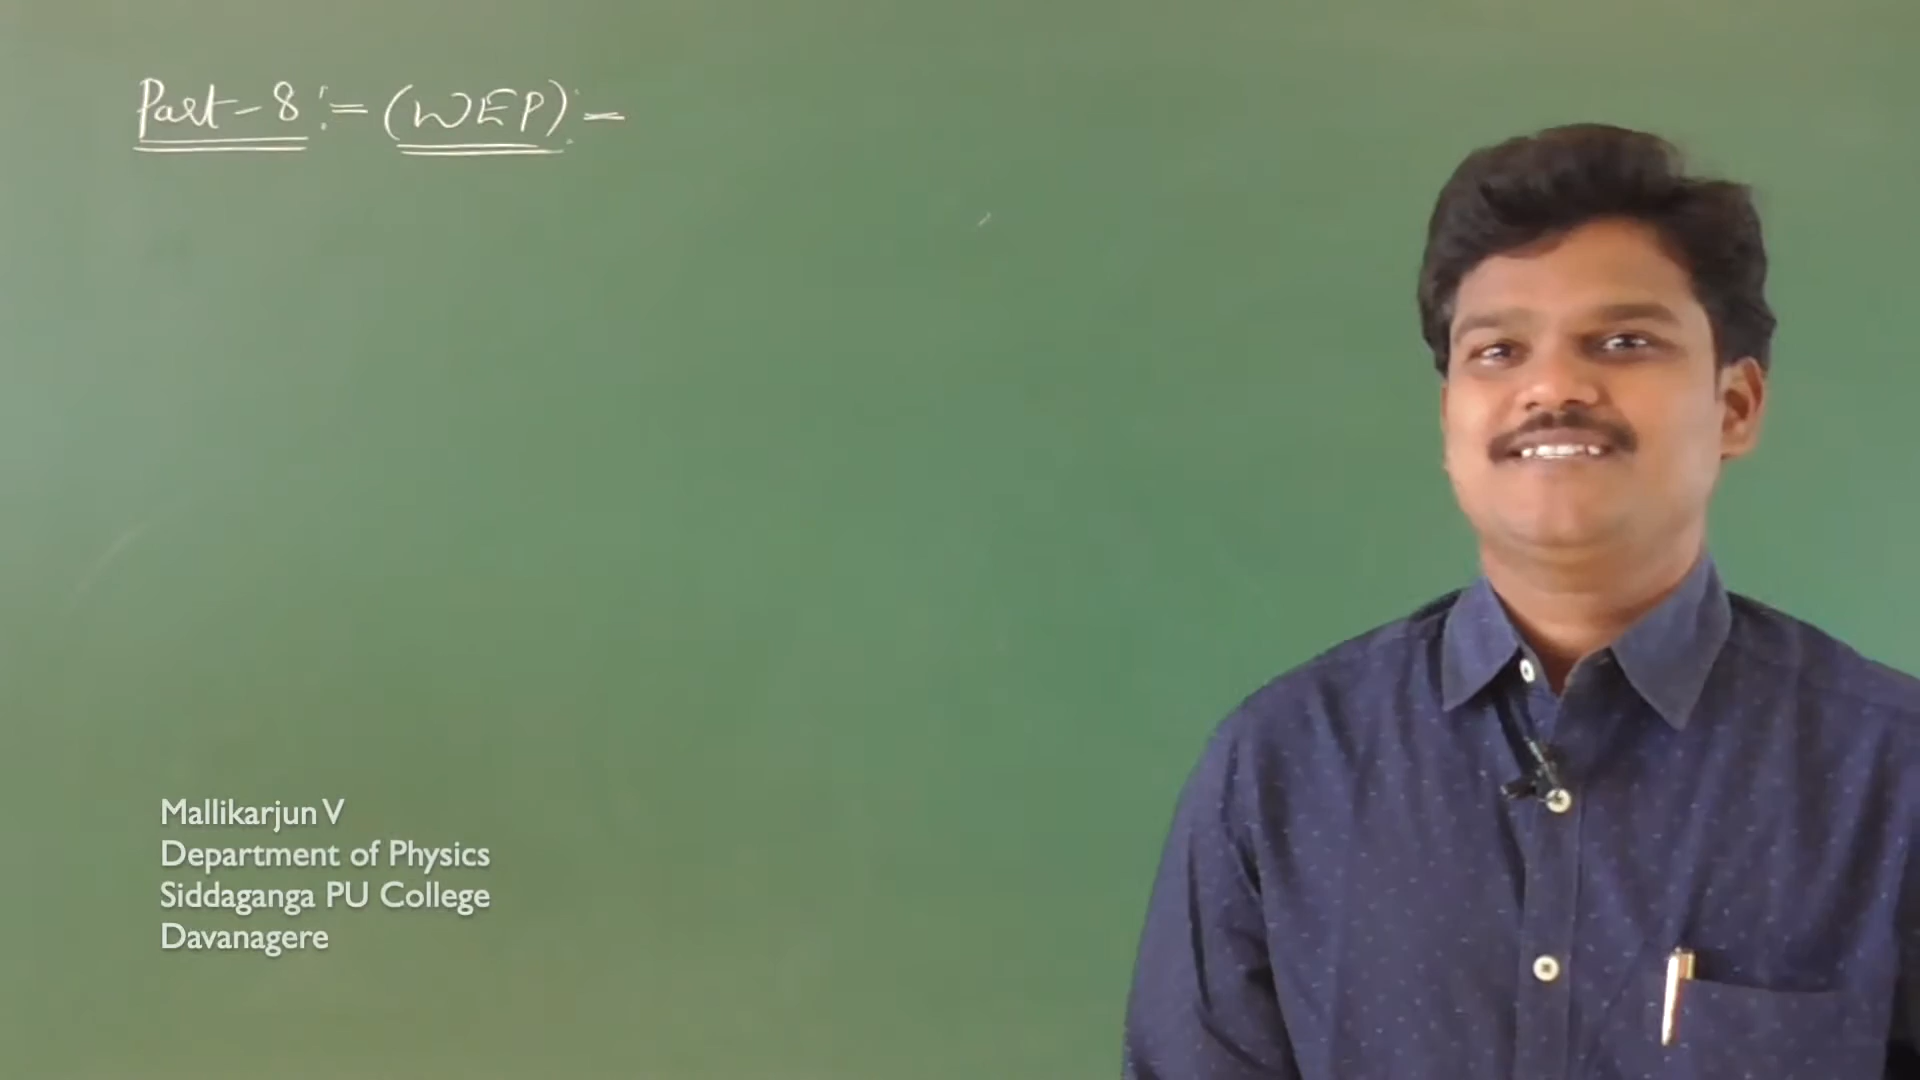 Part-8 :- (WEP) :-
Mallikarjun V
Department of Physics
Siddaganga PU College
Davanagere